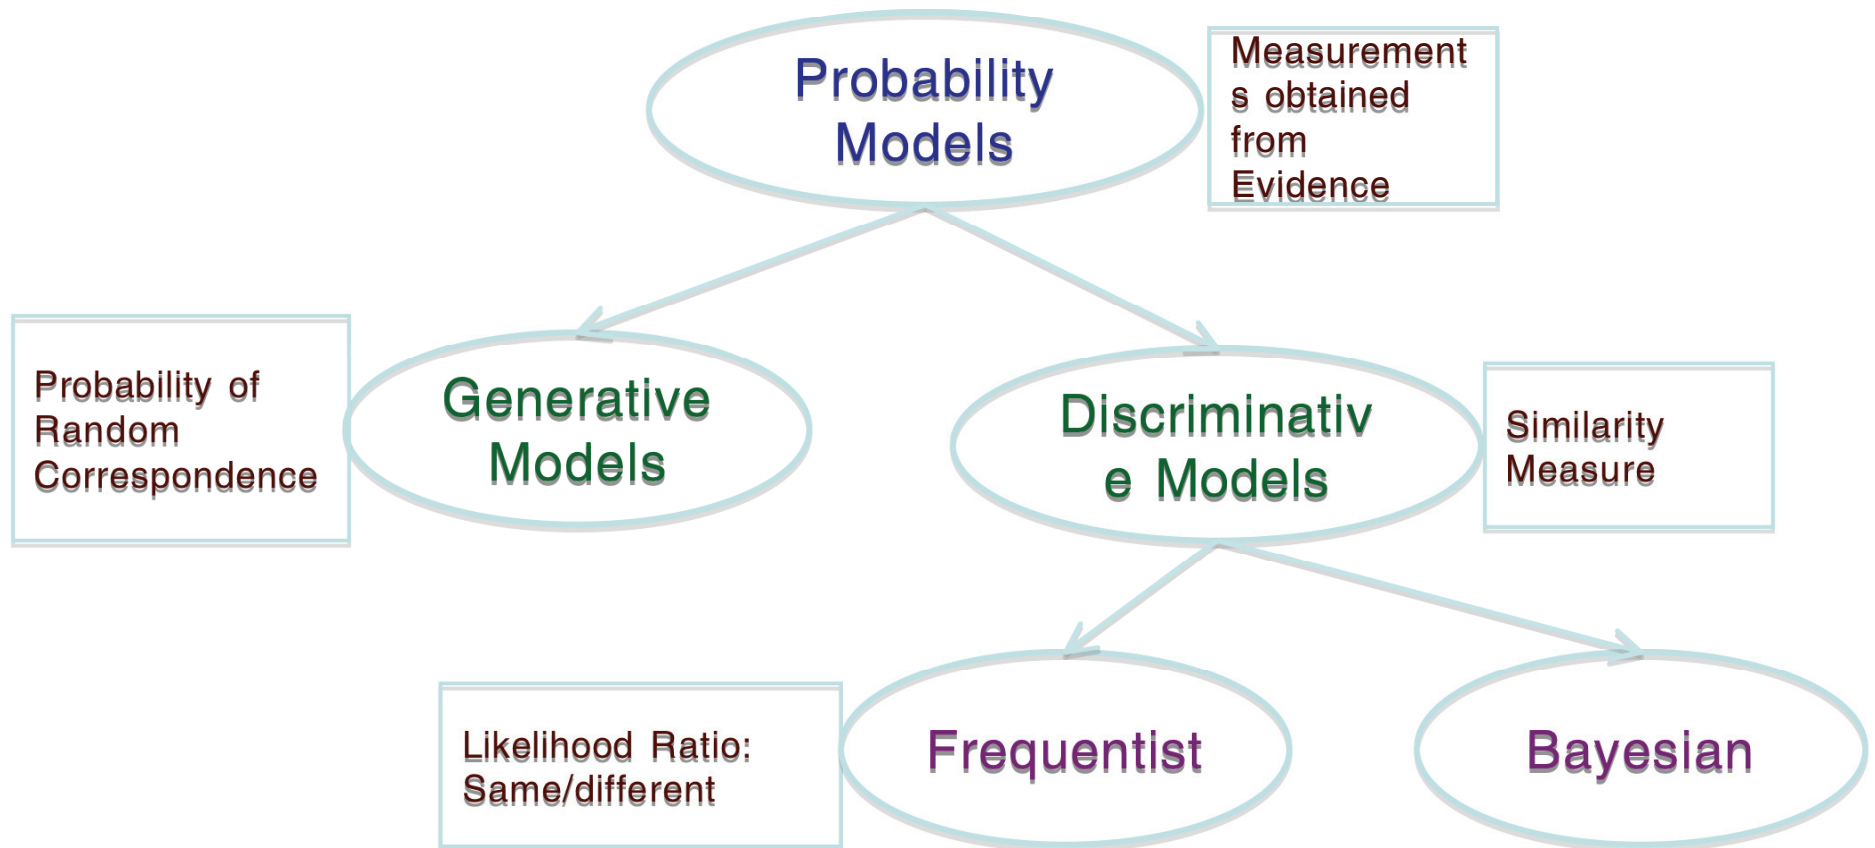 Probability
Models
Measurement
s obtained
from
Evidence
Probability of
Random
Correspondence
Generative
Models
Discriminativ
e Models
Similarity
Measure
Likelihood Ratio:
Same/different
Frequentist
Bayesian